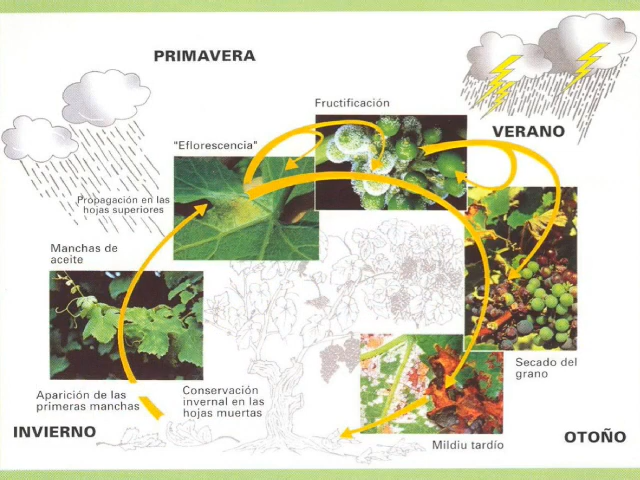 PRIMAVERA
Fructificación
VERANO
"Eflorescencia"
Propagación en las
hojas superiores
Manchas de
aceite
Secado del
grano
Aparición de las
primeras manchas
Conservación
invernal en las
hojas muertas
INVIERNO
Mildiu tardío
OTOÑO